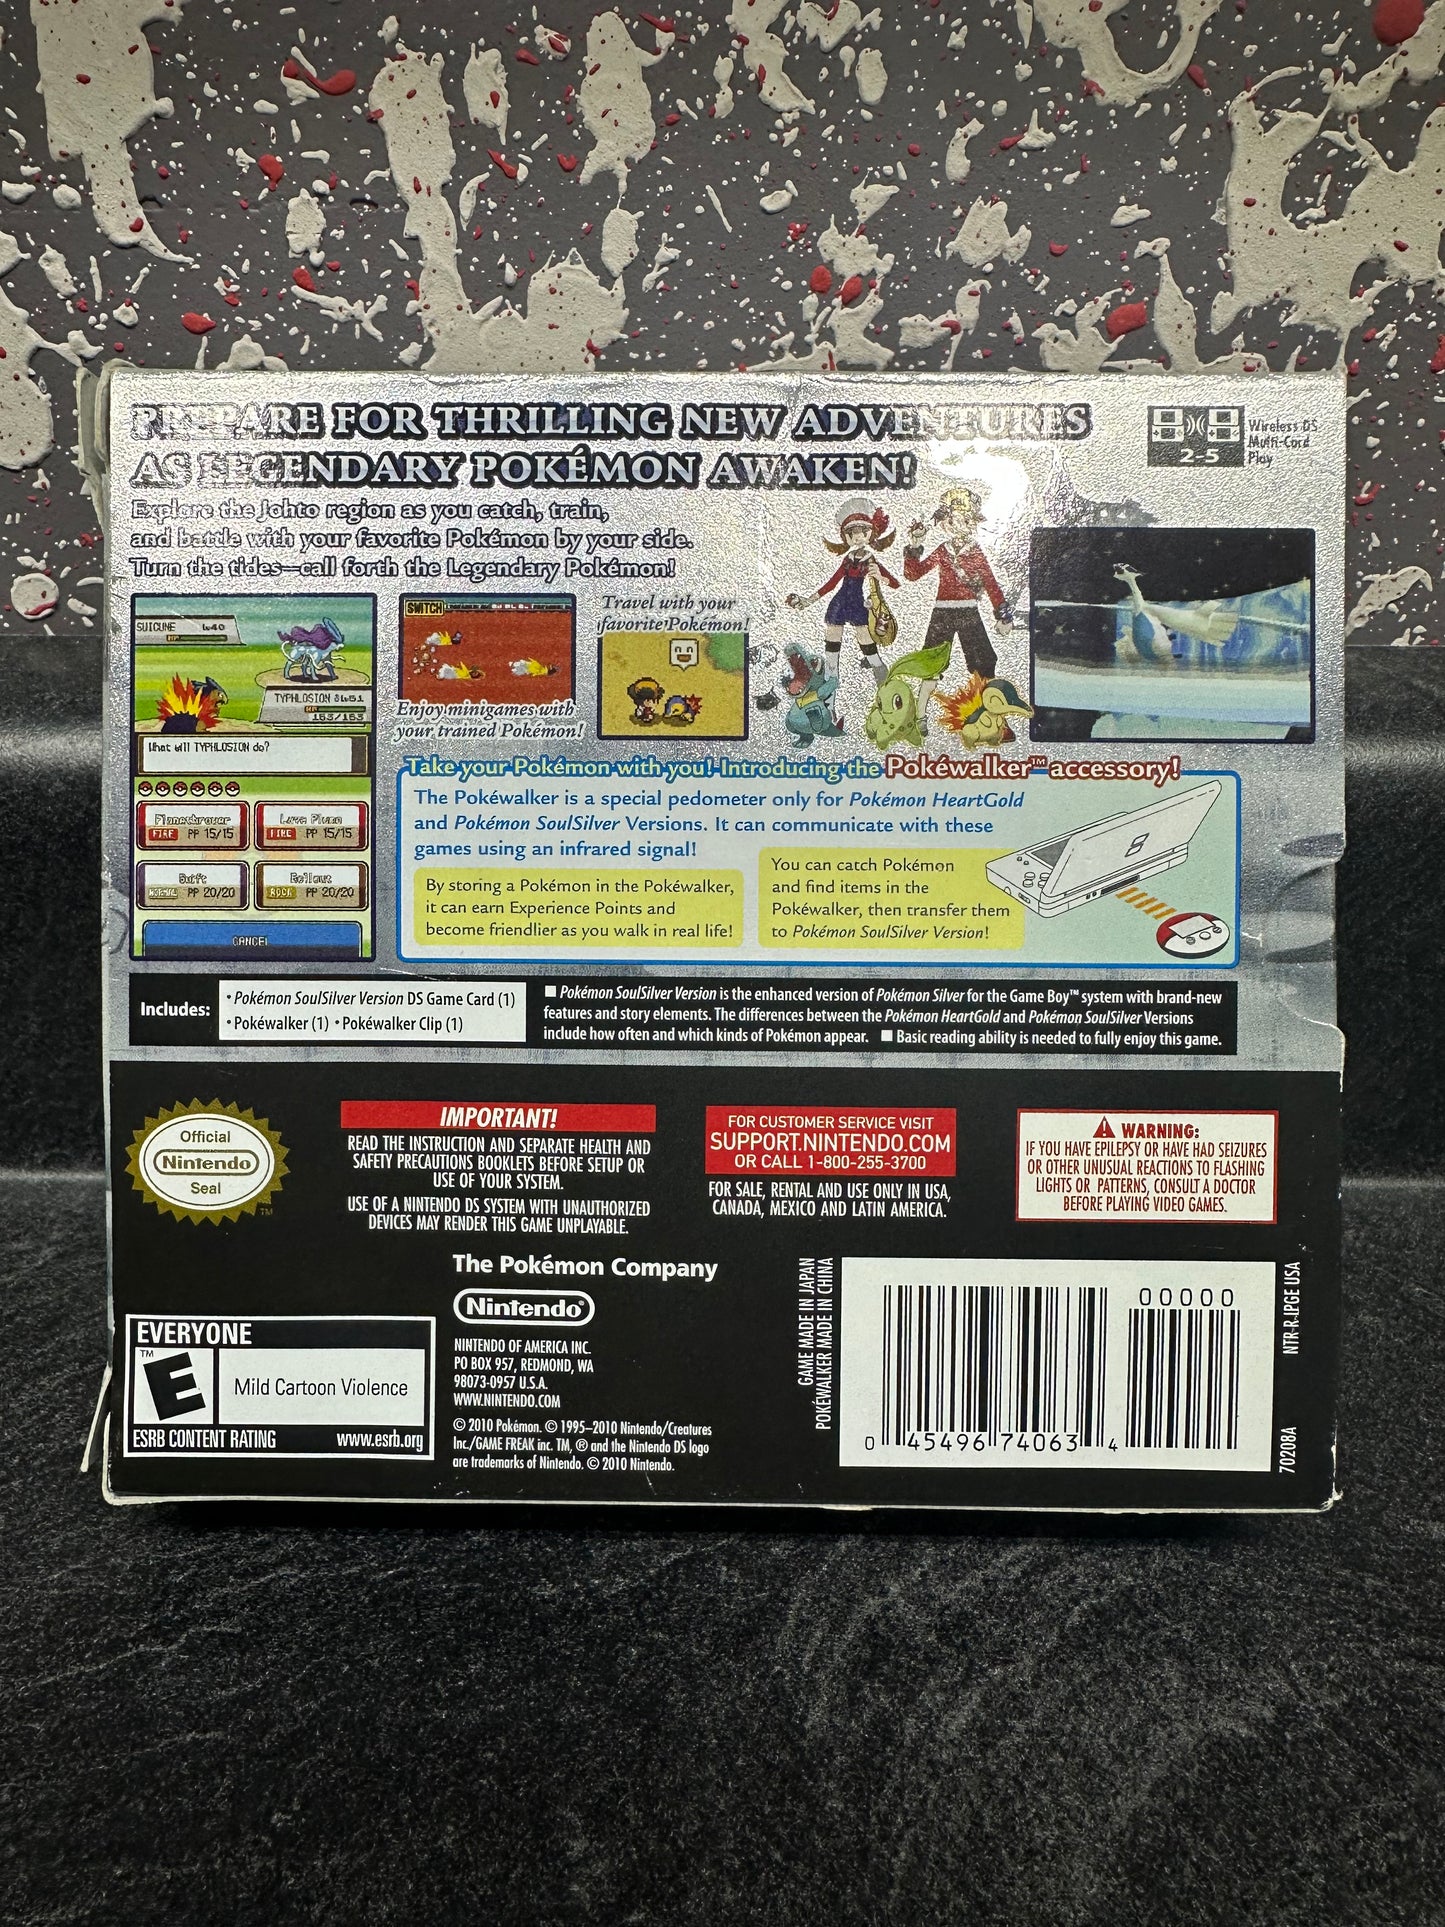 PREPARE FOR THRILLING NEW ADVENTURES
AS LEGENDARY POKÉMON AWAKEN!
Wireless DS
Multi-Card
Play
2-5
Explore the Johto region as you catch, train,
and battle with your favorite Pokémon by your side.
Turn the tides—call forth the Legendary Pokémon!
SUICUNE Lv40
HP
TYPHLOSION ♂Lv51
HP
153/153
What will TYPHLOSION do?
Flamethrower
FIRE PP 15/15
Lava Plume
FIRE PP 15/15
Swift
NORMAL PP 20/20
Rollout
ROCK PP 20/20
CANCEL
SWITCH
Enjoy minigames with
your trained Pokémon!
Travel with your
favorite Pokémon!
Take your Pokémon with you! Introducing the Pokéwalker™ accessory!
The Pokéwalker is a special pedometer only for Pokémon HeartGold
and Pokémon SoulSilver Versions. It can communicate with these
games using an infrared signal!
By storing a Pokémon in the Pokéwalker,
it can earn Experience Points and
become friendlier as you walk in real life!
You can catch Pokémon
and find items in the
Pokéwalker, then transfer them
to Pokémon SoulSilver Version!
Includes:
• Pokémon SoulSilver Version DS Game Card (1)
• Pokéwalker (1) • Pokéwalker Clip (1)
■ Pokémon SoulSilver Version is the enhanced version of Pokémon Silver for the Game Boy™ system with brand-new
features and story elements. The differences between the Pokémon HeartGold and Pokémon SoulSilver Versions
include how often and which kinds of Pokémon appear. ■ Basic reading ability is needed to fully enjoy this game.
Official
Nintendo
Seal
TM
IMPORTANT!
READ THE INSTRUCTION AND SEPARATE HEALTH AND
SAFETY PRECAUTIONS BOOKLETS BEFORE SETUP OR
USE OF YOUR SYSTEM.
USE OF A NINTENDO DS SYSTEM WITH UNAUTHORIZED
DEVICES MAY RENDER THIS GAME UNPLAYABLE.
FOR CUSTOMER SERVICE VISIT
SUPPORT.NINTENDO.COM
OR CALL 1-800-255-3700
FOR SALE, RENTAL AND USE ONLY IN USA,
CANADA, MEXICO AND LATIN AMERICA.
WARNING:
IF YOU HAVE EPILEPSY OR HAVE HAD SEIZURES
OR OTHER UNUSUAL REACTIONS TO FLASHING
LIGHTS OR PATTERNS, CONSULT A DOCTOR
BEFORE PLAYING VIDEO GAMES.
EVERYONE
TM
E
Mild Cartoon Violence
ESRB CONTENT RATING www.esrb.org
The Pokémon Company
Nintendo®
NINTENDO OF AMERICA INC.
PO BOX 957, REDMOND, WA
98073-0957 U.S.A.
WWW.NINTENDO.COM
© 2010 Pokémon. © 1995–2010 Nintendo/Creatures
Inc./GAME FREAK inc. TM, ® and the Nintendo DS logo
are trademarks of Nintendo. © 2010 Nintendo.
GAME MADE IN JAPAN
POKÉWALKER MADE IN CHINA
00000
0 45496 74063 4
NTR-R-IPGE USA
70208A